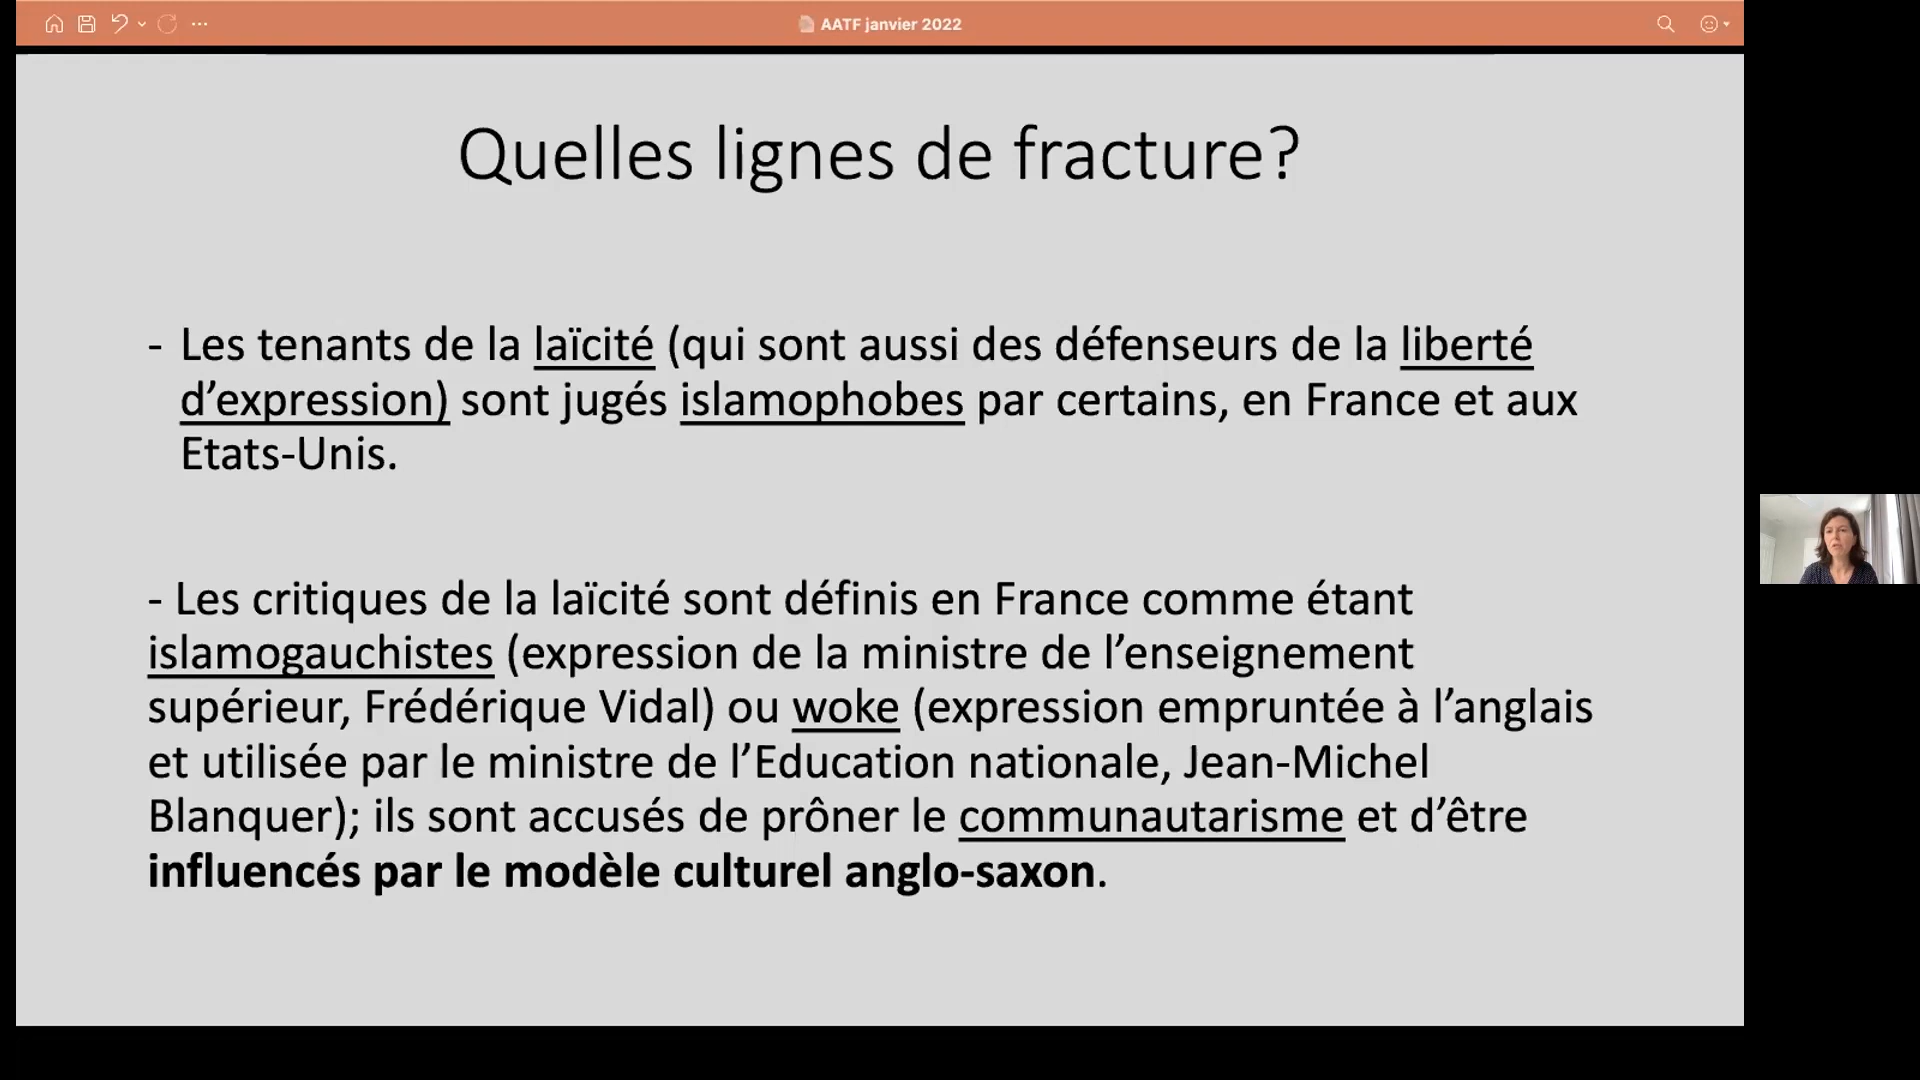 AATF janvier 2022
Quelles lignes de fracture?
- Les tenants de la laïcité (qui sont aussi des défenseurs de la liberté
d’expression) sont jugés islamophobes par certains, en France et aux
Etats-Unis.
- Les critiques de la laïcité sont définis en France comme étant
islamogauchistes (expression de la ministre de l’enseignement
supérieur, Frédérique Vidal) ou woke (expression empruntée à l’anglais
et utilisée par le ministre de l’Education nationale, Jean-Michel
Blanquer); ils sont accusés de prôner le communautarisme et d’être
influencés par le modèle culturel anglo-saxon.